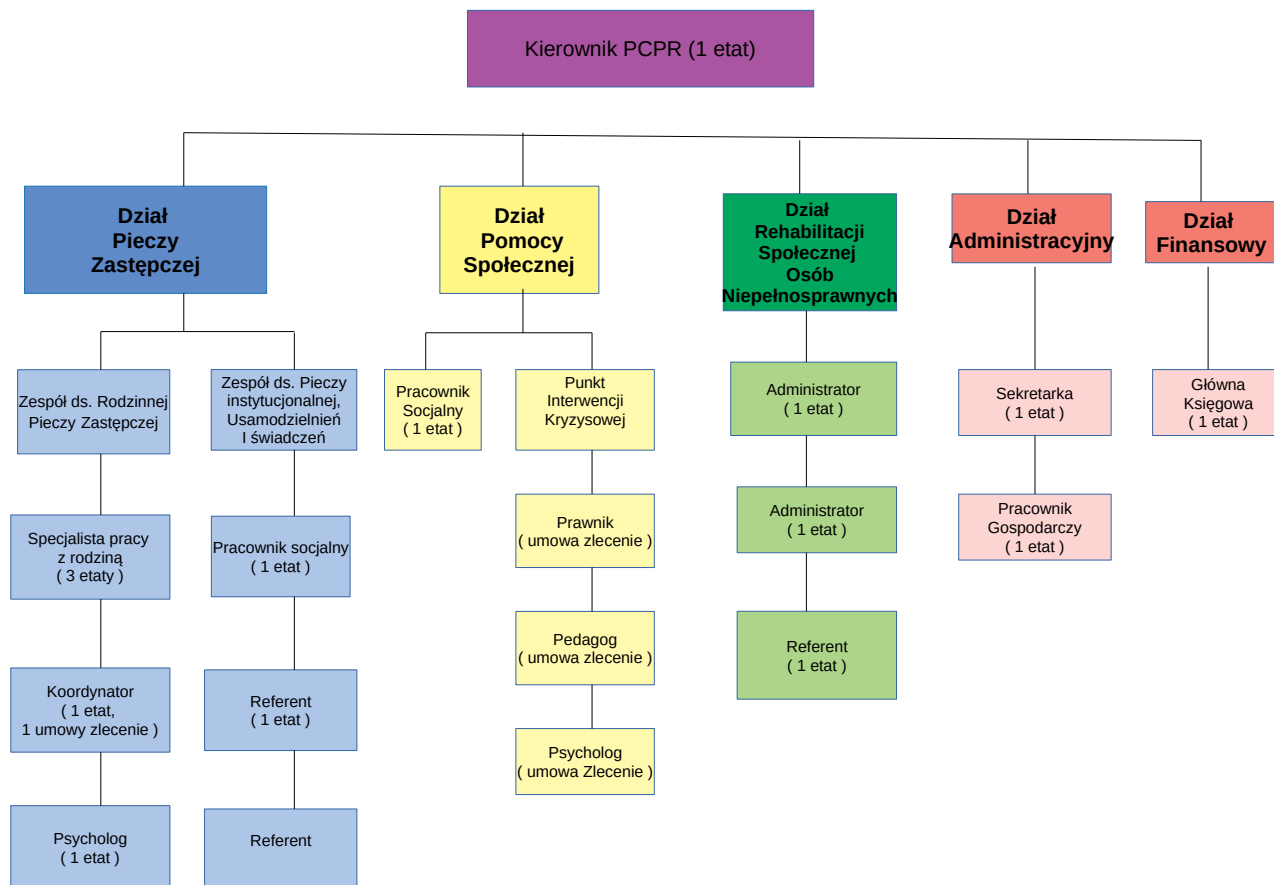 Kierownik PCPR (1 etat)
Dział
Pieczy
Zastępczej
Dział
Pomocy
Społecznej
Dział
Rehabilitacji
Społecznej
Osób
Niepełnosprawnych
Dział
Administracyjny
Dział
Finansowy
Zespół ds. Rodzinnej
Pieczy Zastępczej
Zespół ds. Pieczy
instytucjonalnej,
Usamodzielnień
I świadczeń
Pracownik
Socjalny
( 1 etat )
Punkt
Interwencji
Kryzysowej
Administrator
( 1 etat )
Sekretarka
( 1 etat )
Główna
Księgowa
( 1 etat )
Specjalista pracy
z rodziną
( 3 etaty )
Pracownik socjalny
( 1 etat )
Prawnik
( umowa zlecenie )
Administrator
( 1 etat )
Pracownik
Gospodarczy
( 1 etat )
Koordynator
( 1 etat,
1 umowy zlecenie )
Referent
( 1 etat )
Pedagog
( umowa zlecenie )
Referent
( 1 etat )
Psycholog
( umowa Zlecenie )
Psycholog
( 1 etat )
Referent